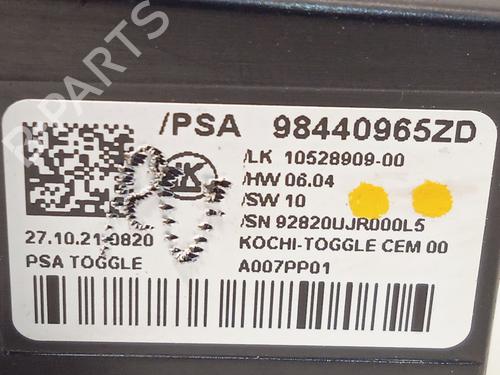 /PSA 98440965ZD
/LK 10528909-00
/HW 06.04
/SW 10
/SN 92820UJR000L5
27.10.21 0820 KOCHI-TOGGLE CEM 00
PSA TOGGLE A007PP01
B-PARTS